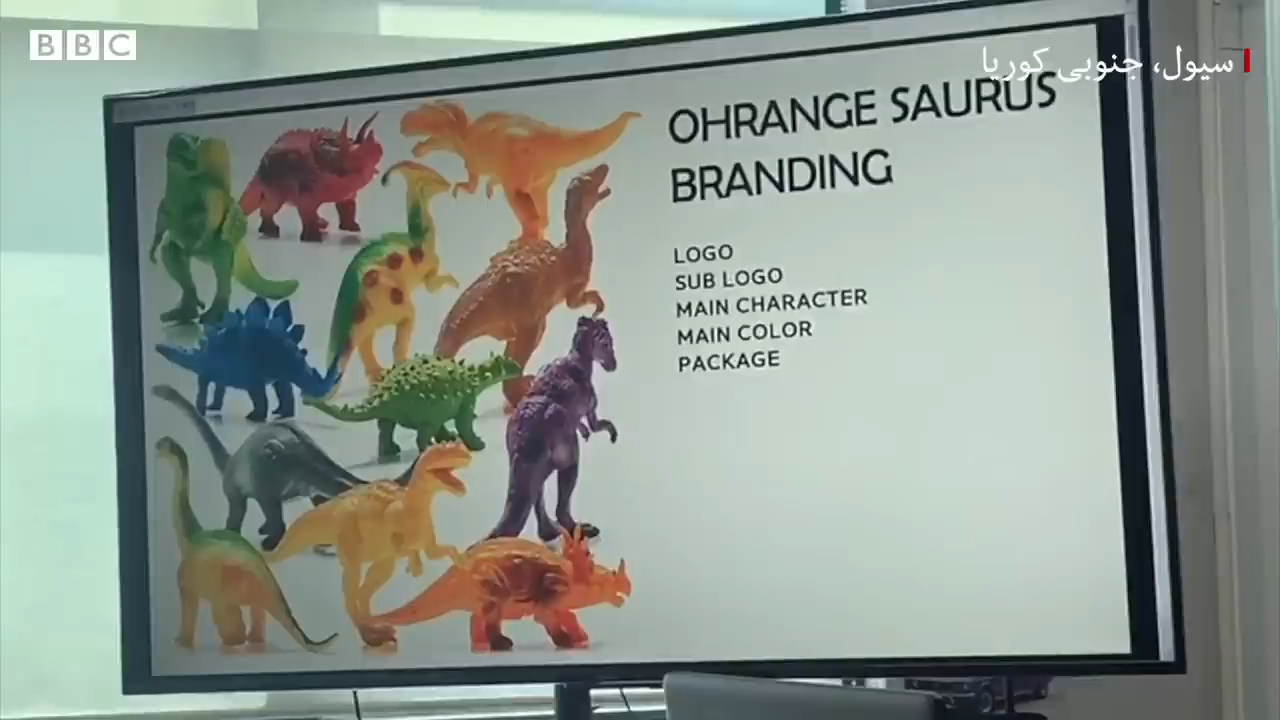 BBC
سیول، جنوبی کوریا
OHRANGE SAURUS
BRANDING
LOGO
SUB LOGO
MAIN CHARACTER
MAIN COLOR
PACKAGE